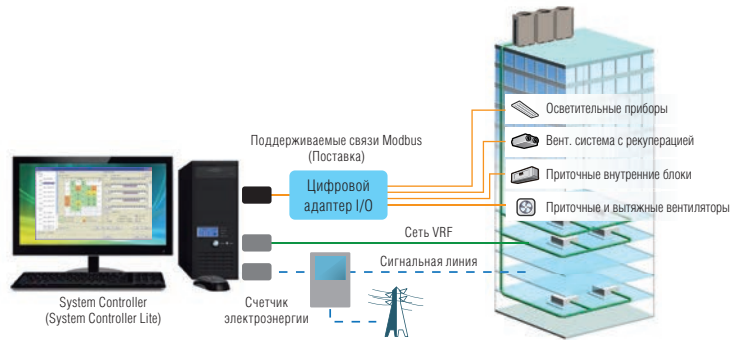 Осветительные приборы
Вент. система с рекуперацией
Приточные внутренние блоки
Приточные и вытяжные вентиляторы
Поддерживаемые связи Modbus
(Поставка)
Цифровой
адаптер I/O
Сеть VRF
Сигнальная линия
System Controller
(System Controller Lite)
Счетчик
электроэнергии